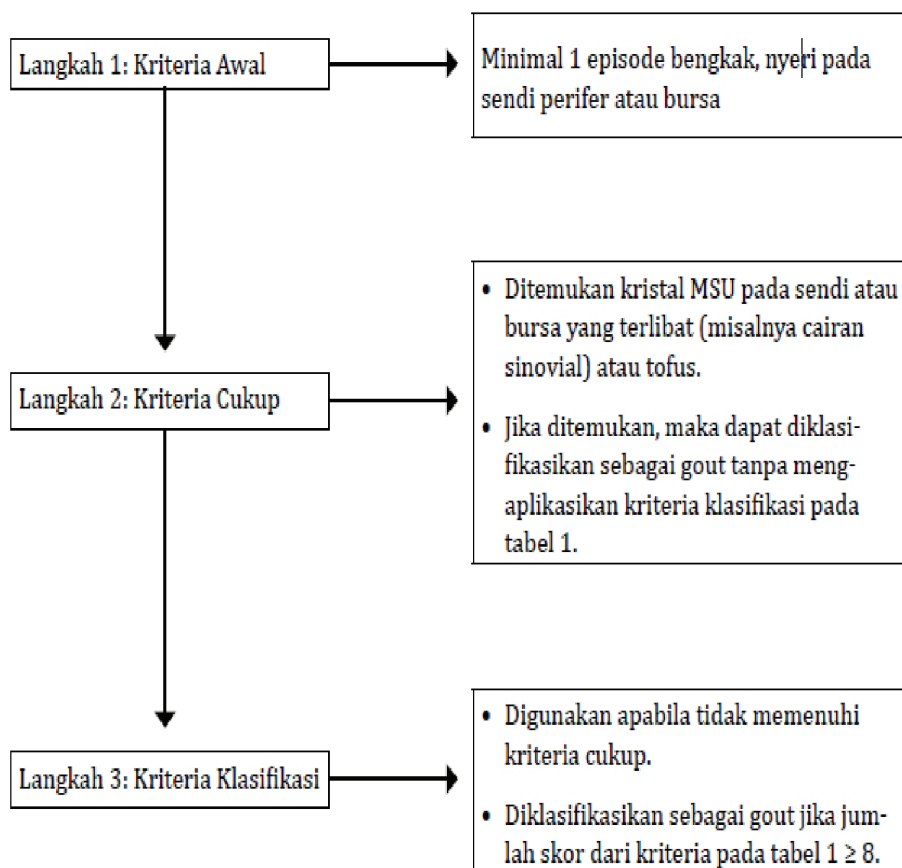 Langkah 1: Kriteria Awal
Minimal 1 episode bengkak, nyeri pada
sendi perifer atau bursa
Langkah 2: Kriteria Cukup
• Ditemukan kristal MSU pada sendi atau
bursa yang terlibat (misalnya cairan
sinovial) atau tofus.
• Jika ditemukan, maka dapat diklasi-
fikasikan sebagai gout tanpa meng-
aplikasikan kriteria klasifikasi pada
tabel 1.
Langkah 3: Kriteria Klasifikasi
• Digunakan apabila tidak memenuhi
kriteria cukup.
• Diklasifikasikan sebagai gout jika jum-
lah skor dari kriteria pada tabel 1 ≥ 8.